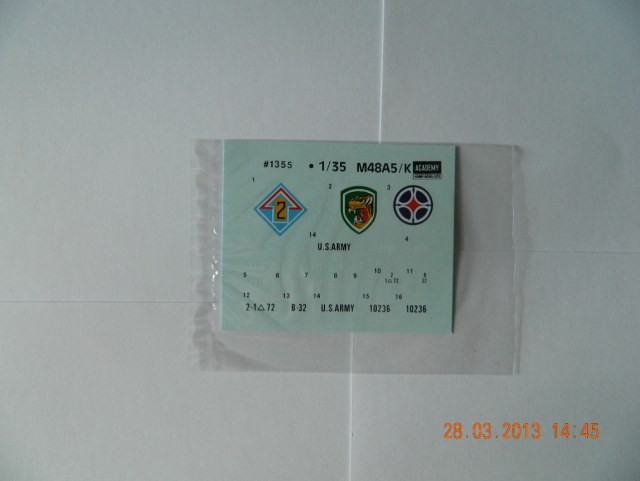 #1355 • 1/35 M48A5/K ACADEMY
1 2 3
2
14 4
U.S.ARMY
5 6 7 8 9 10 11
12 13 14 15 16
2-1△72 B-32 U.S.ARMY 10236 10236
28.03.2013 14:45